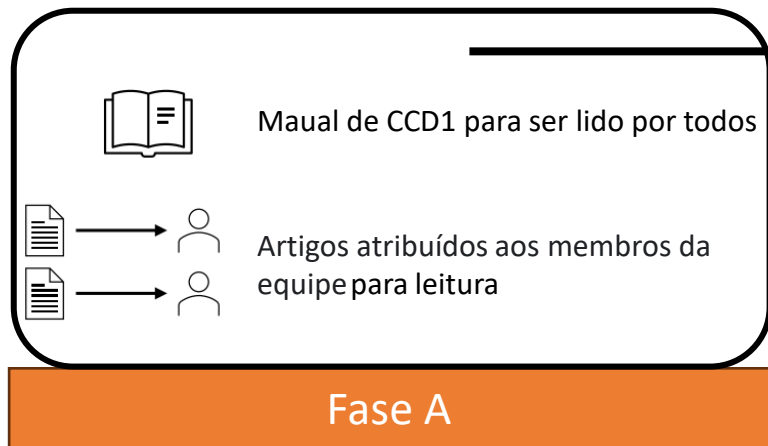 Maual de CCD1 para ser lido por todos
Artigos atribuídos aos membros da
equipe para leitura
Fase A